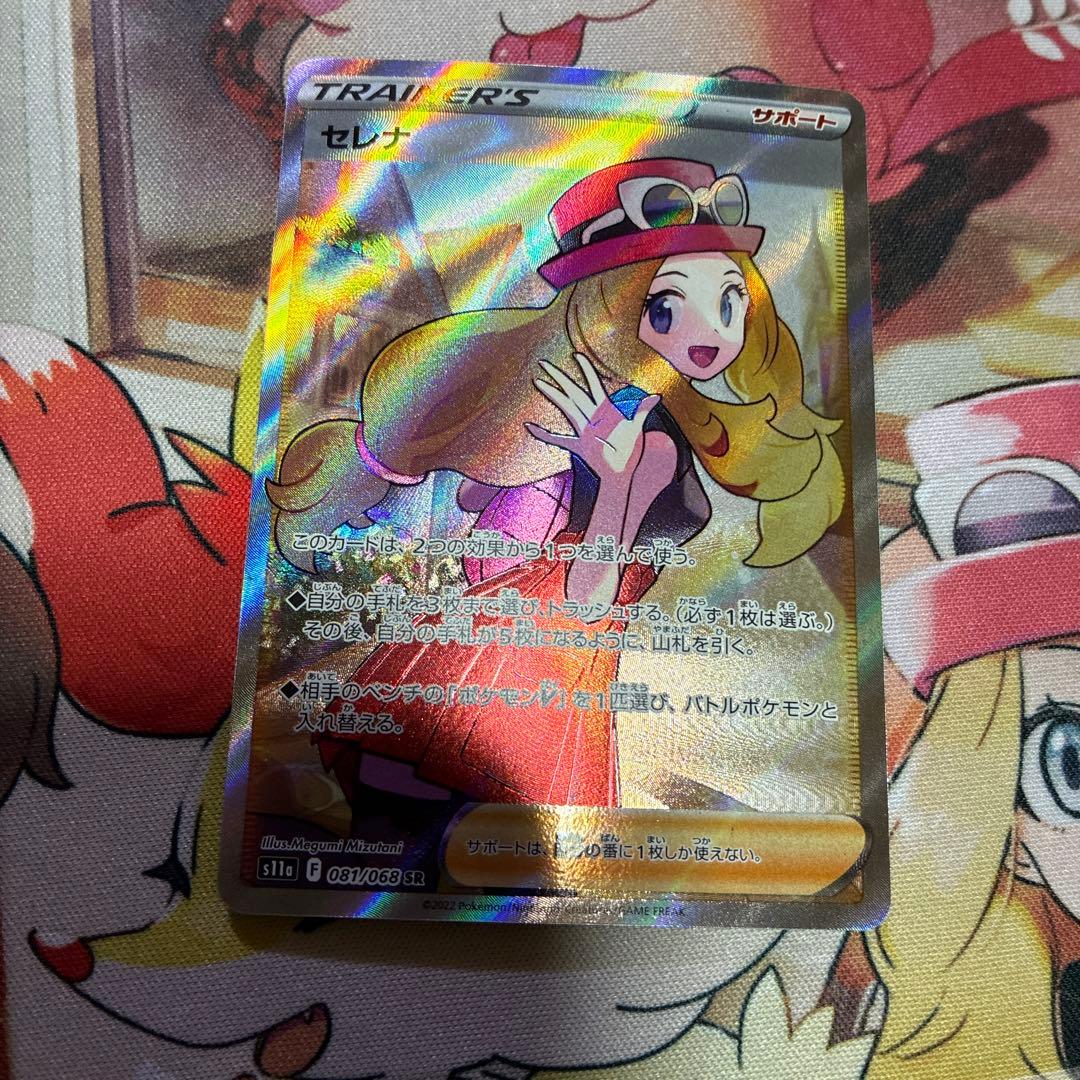 TRAINER'S
サポート
セレナ
このカードは、2つの効果から1つを選んで使う。
◆自分の手札を3枚まで選び、トラッシュする。(必ず1枚は選ぶ。)
その後、自分の手札が5枚になるように、山札を引く。
◆相手のベンチの「ポケモンV」を1匹選び、バトルポケモンと
入れ替える。
Illus.Megumi Mizutani
サポートは、の番に1枚しか使えない。
s11a F 081/068 SR
©2022 Pokémon/Nintendo/Creatures/GAME FREAK